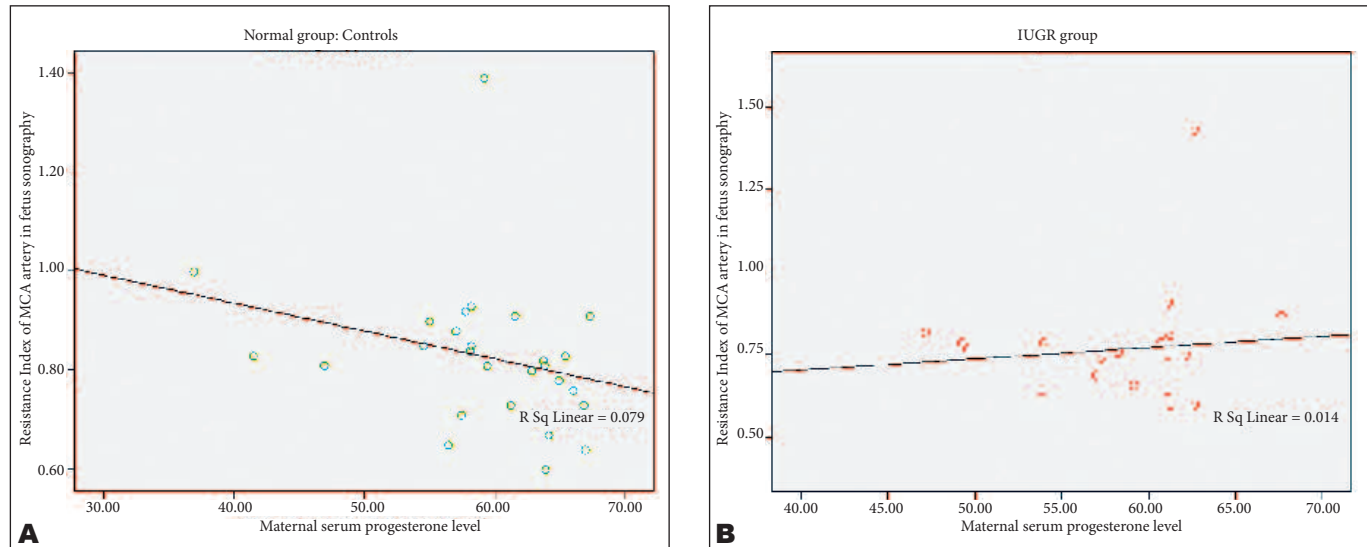 Normal group: Controls
Resistance Index of MCA artery in fetus sonography
1.40
1.20
1.00
0.80
0.60
R Sq Linear = 0.079
30.00 40.00 50.00 60.00 70.00
Maternal serum progesterone level
A
IUGR group
Resistance Index of MCA artery in fetus sonography
1.50
1.25
1.00
0.75
0.50
R Sq Linear = 0.014
40.00 45.00 50.00 55.00 60.00 65.00 70.00
Maternal serum progesterone level
B